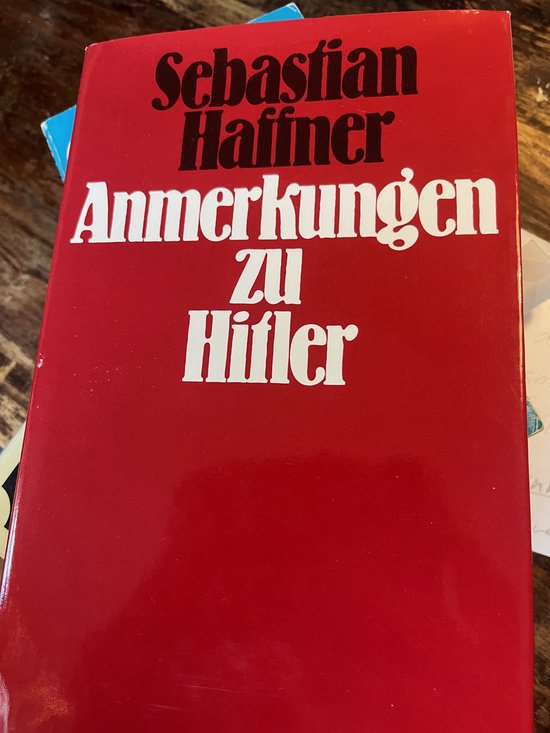 Sebastian
Haffner
Anmerkungen
zu
Hitler